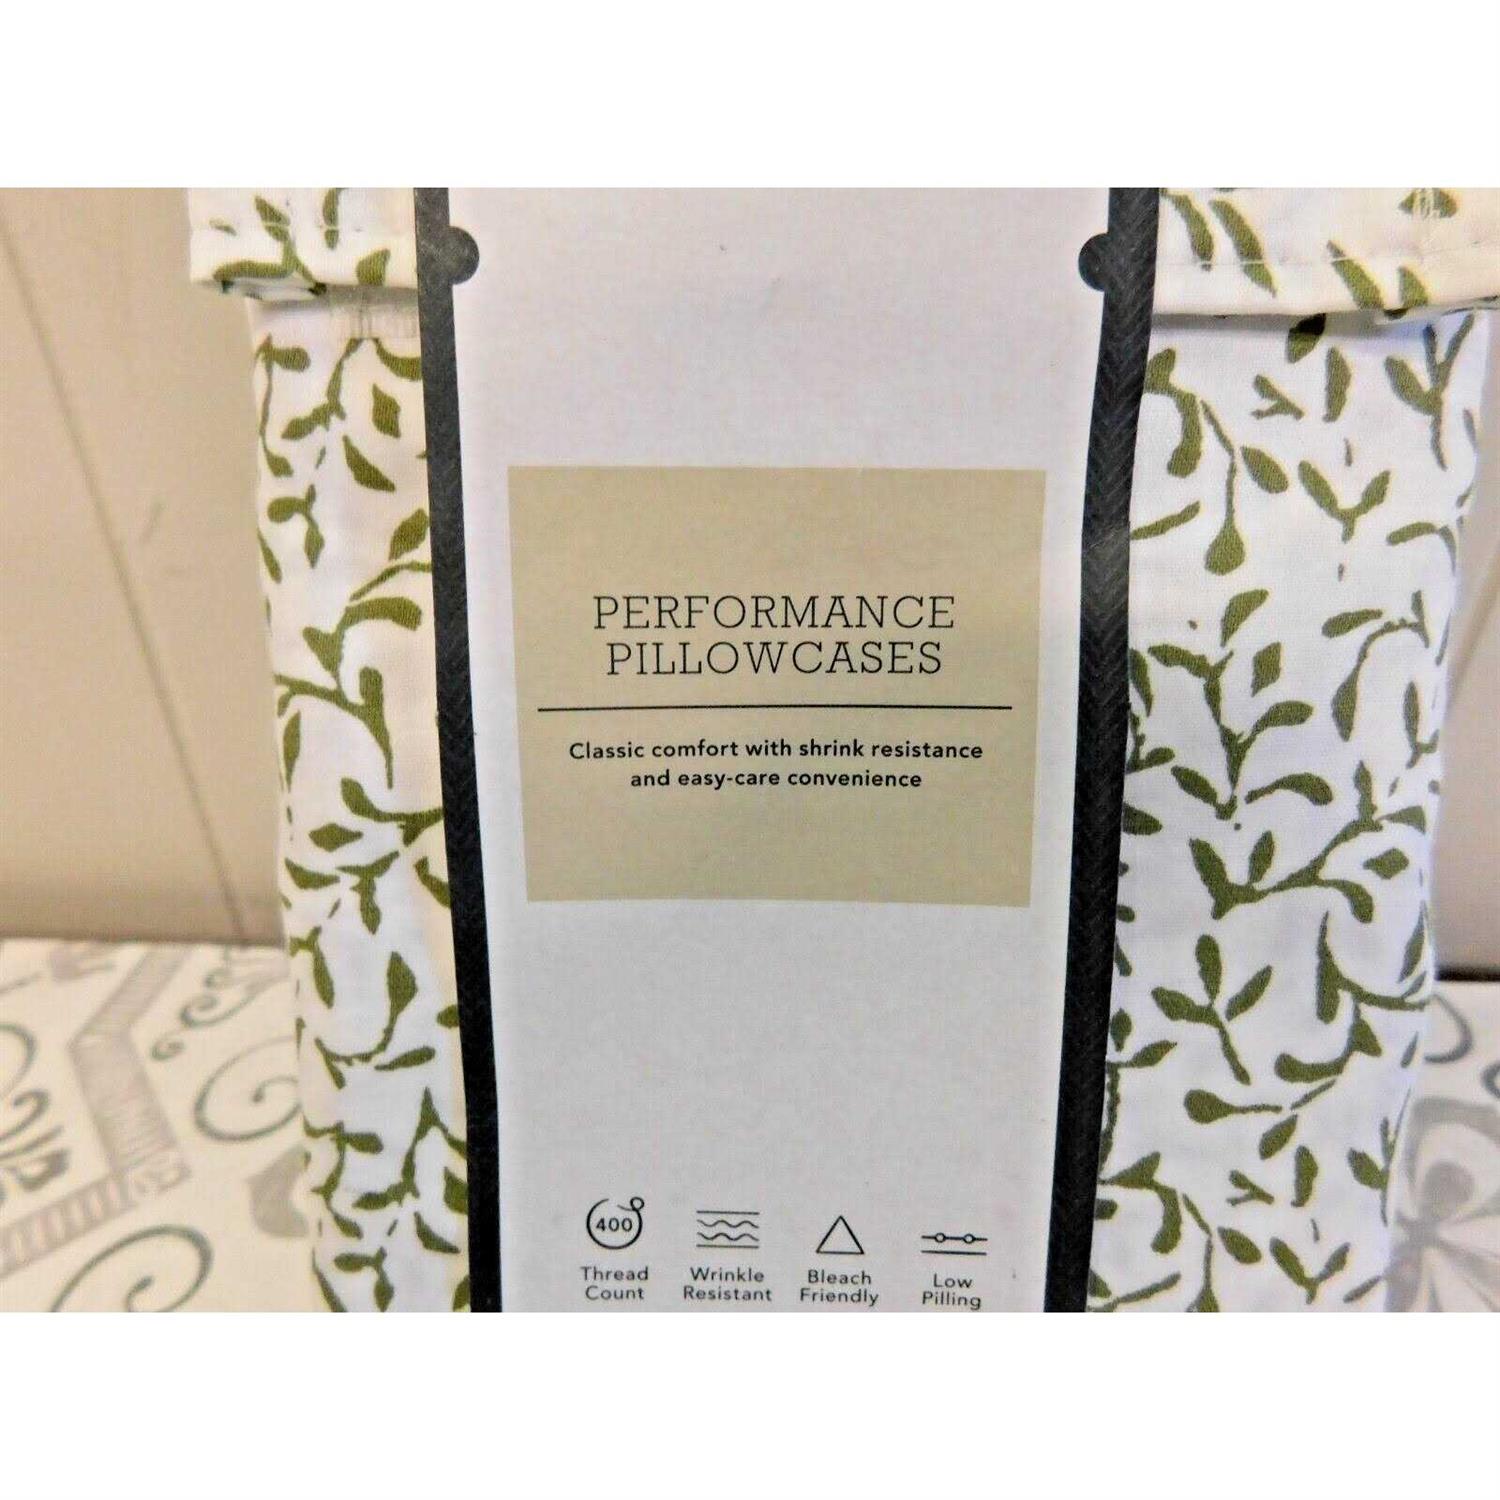 PERFORMANCE
PILLOWCASES
Classic comfort with shrink resistance
and easy-care convenience
400
Thread
Count
Wrinkle
Resistant
Bleach
Friendly
Low
Pilling